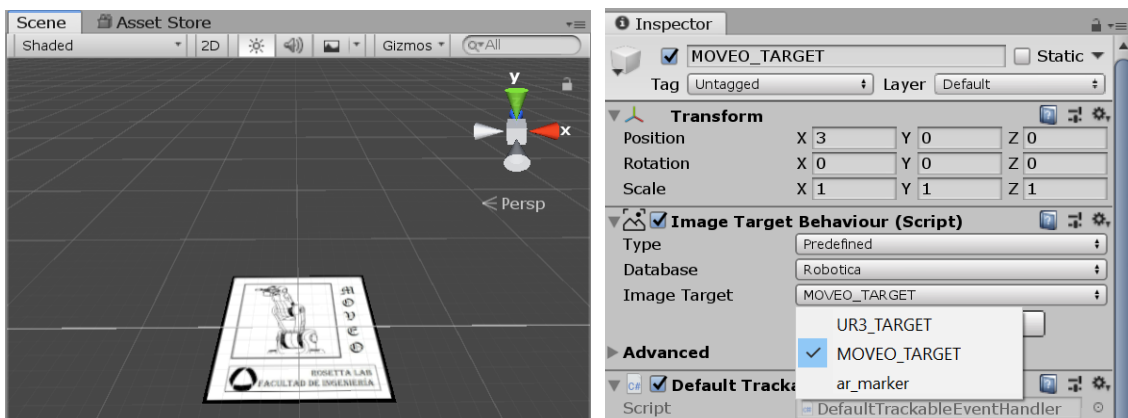 Scene Asset Store
Shaded 2D Gizmos All
y
x
Persp
MOVEO
ROSETTA LAB
FACULTAD DE INGENIERÍA
Inspector
MOVEO_TARGET Static
Tag Untagged Layer Default
Transform
Position X 3 Y 0 Z 0
Rotation X 0 Y 0 Z 0
Scale X 1 Y 1 Z 1
Image Target Behaviour (Script)
Type Predefined
Database Robotica
Image Target MOVEO_TARGET
UR3_TARGET
MOVEO_TARGET
Advanced
ar_marker
C# Default Tracka
Script DefaultTrackableEventHandler